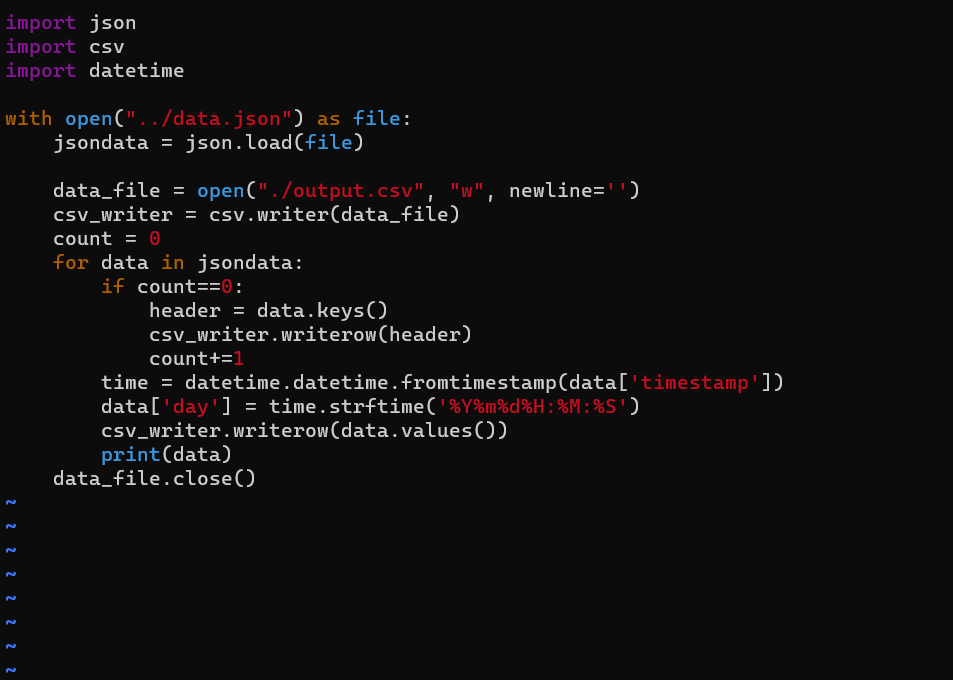 import json
import csv
import datetime

with open("../data.json") as file:
    jsondata = json.load(file)

    data_file = open("./output.csv", "w", newline='')
    csv_writer = csv.writer(data_file)
    count = 0
    for data in jsondata:
        if count==0:
            header = data.keys()
            csv_writer.writerow(header)
            count+=1
        time = datetime.datetime.fromtimestamp(data['timestamp'])
        data['day'] = time.strftime('%Y%m%d%H:%M:%S')
        csv_writer.writerow(data.values())
        print(data)
    data_file.close()
~
~
~
~
~
~
~
~